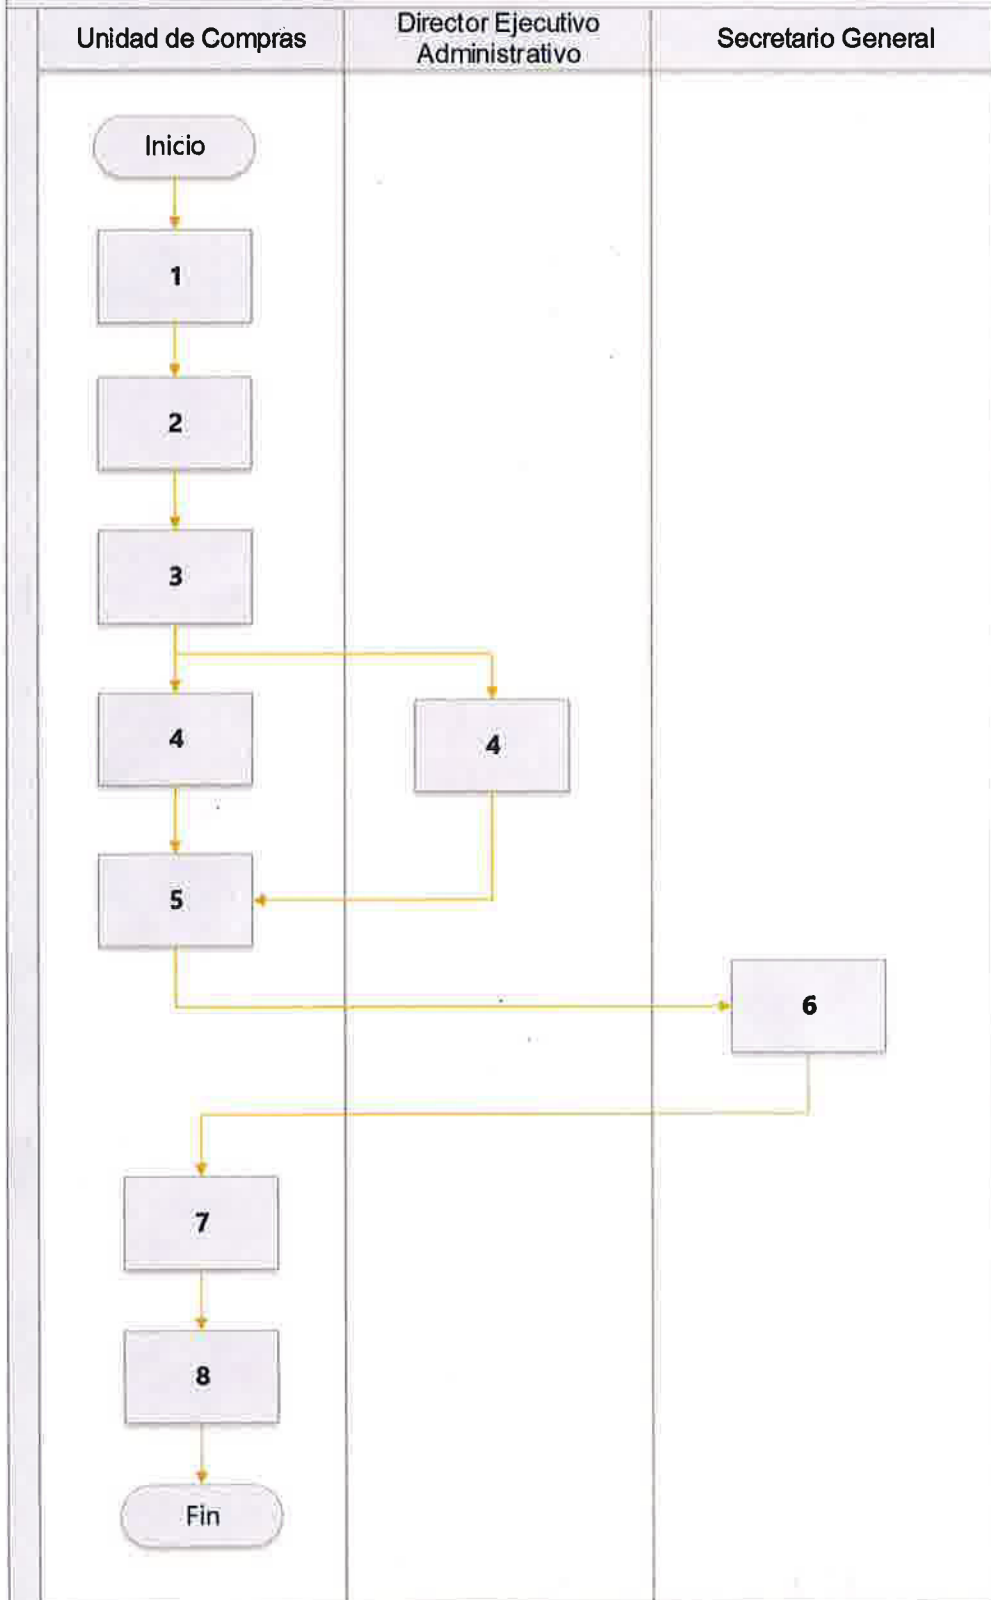 Unidad de Compras
Director Ejecutivo
Administrativo
Secretario General
Inicio
1
2
3
4
4
5
6
7
8
Fin